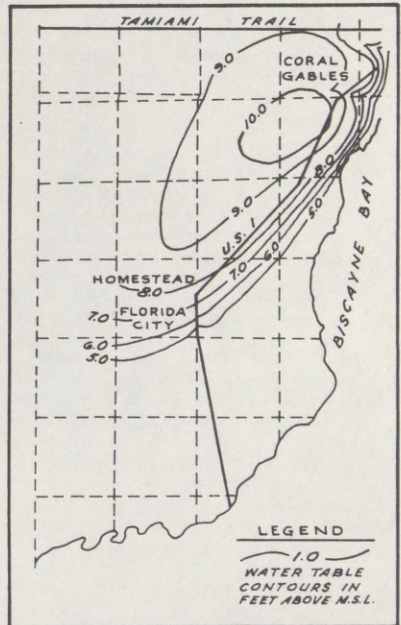 TAMIAMI TRAIL
9.0
CORAL
GABLES
10.0
8.0
9.0
5.0
U.S. 1
6.0
7.0
HOMESTEAD
8.0
7.0
FLORIDA
CITY
6.0
5.0
BISCAYNE BAY
LEGEND
1.0
WATER TABLE
CONTOURS IN
FEET ABOVE M.S.L.